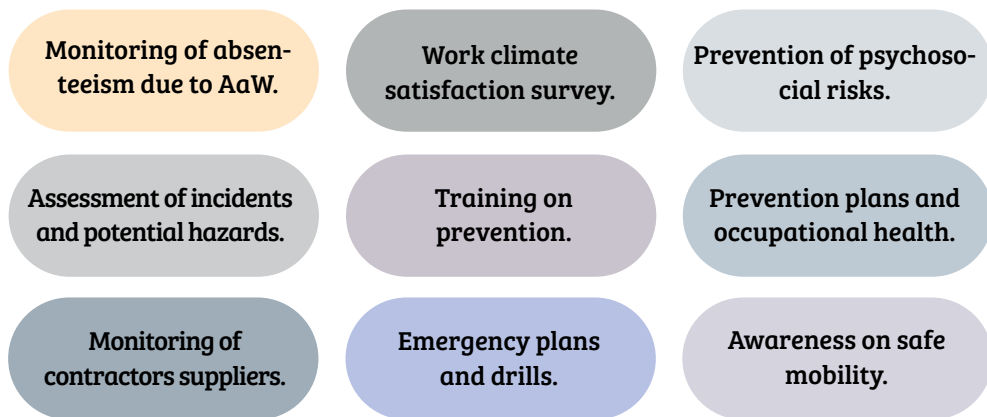 Monitoring of absen-
teeism due to AaW.
Work climate
satisfaction survey.
Prevention of psychoso-
cial risks.
Assessment of incidents
and potential hazards.
Training on
prevention.
Prevention plans and
occupational health.
Monitoring of
contractors suppliers.
Emergency plans
and drills.
Awareness on safe
mobility.